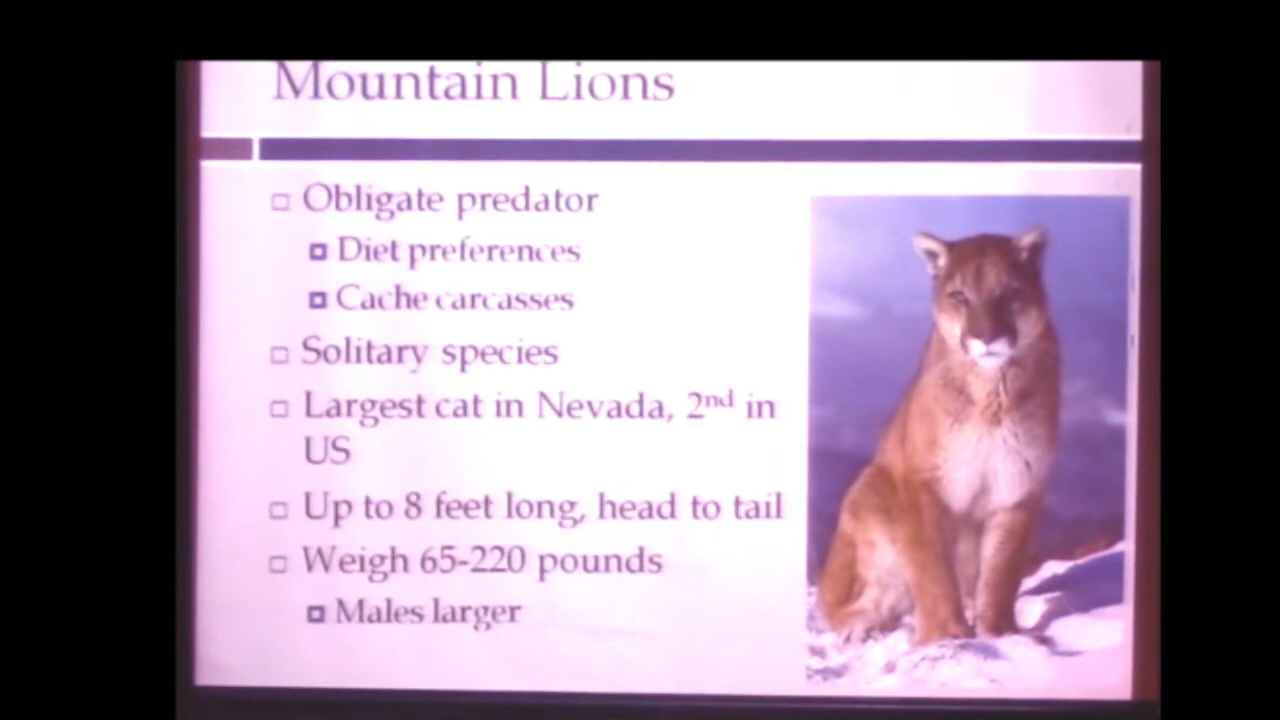 Mountain Lions
Obligate predator
Diet preferences
Cache carcasses
Solitary species
Largest cat in Nevada, 2nd in
US
Up to 8 feet long, head to tail
Weigh 65-220 pounds
Males larger